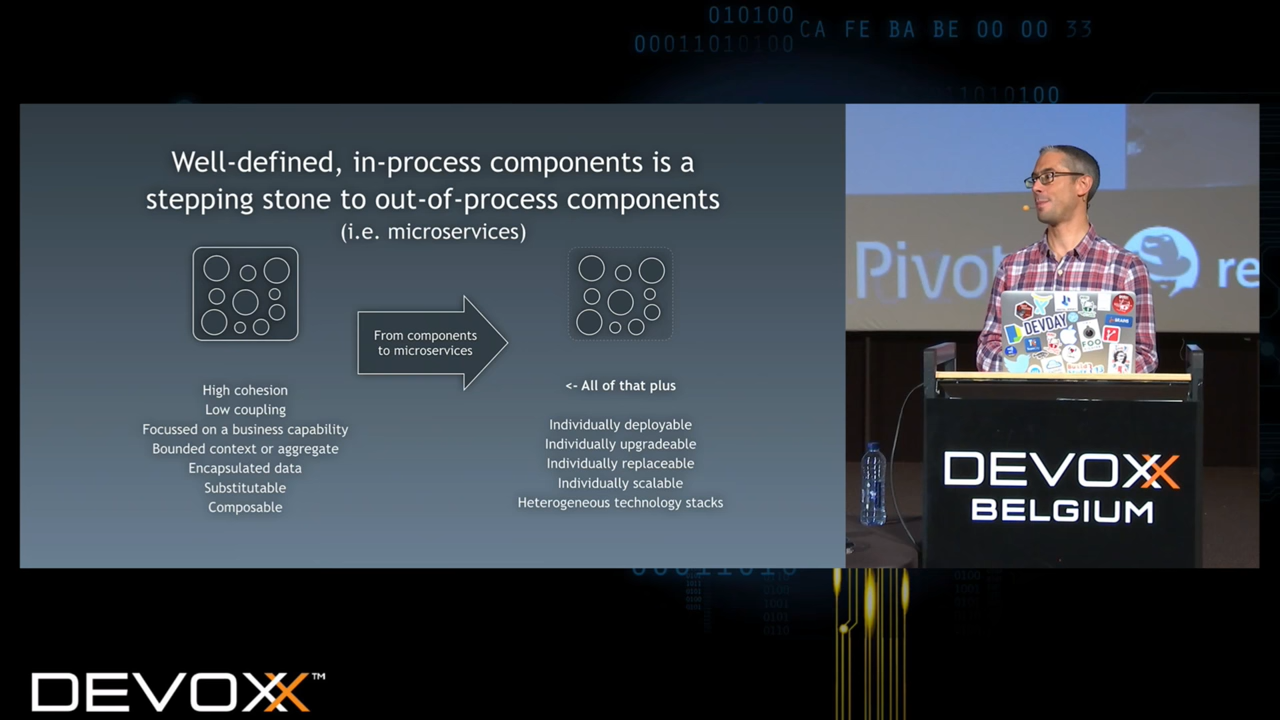 010100
00011010100
CA FE BA BE 00 00 33
11010100
Well-defined, in-process components is a
stepping stone to out-of-process components
(i.e. microservices)
From components
to microservices
High cohesion
Low coupling
Focussed on a business capability
Bounded context or aggregate
Encapsulated data
Substitutable
Composable
<- All of that plus
Individually deployable
Individually upgradeable
Individually replaceable
Individually scalable
Heterogeneous technology stacks
Pivot
re
DEVDAY
FOO
DEVOXX
BELGIUM
DEVOXX™